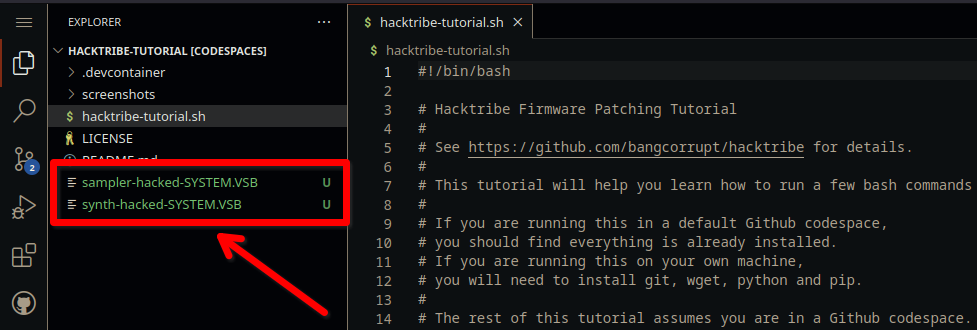 EXPLORER
···
HACKTRIBE-TUTORIAL [CODESPACES]
.devcontainer
screenshots
$ hacktribe-tutorial.sh
LICENSE
README.md
sampler-hacked-SYSTEM.VSB U
synth-hacked-SYSTEM.VSB U
2
$ hacktribe-tutorial.sh ×
$ hacktribe-tutorial.sh
1 #!/bin/bash
2
3 # Hacktribe Firmware Patching Tutorial
4 #
5 # See https://github.com/bangcorrupt/hacktribe for details.
6 #
7 # This tutorial will help you learn how to run a few bash commands
8 #
9 # If you are running this in a default Github codespace,
10 # you should find everything is already installed.
11 # If you are running this on your own machine,
12 # you will need to install git, wget, python and pip.
13 #
14 # The rest of this tutorial assumes you are in a Github codespace.